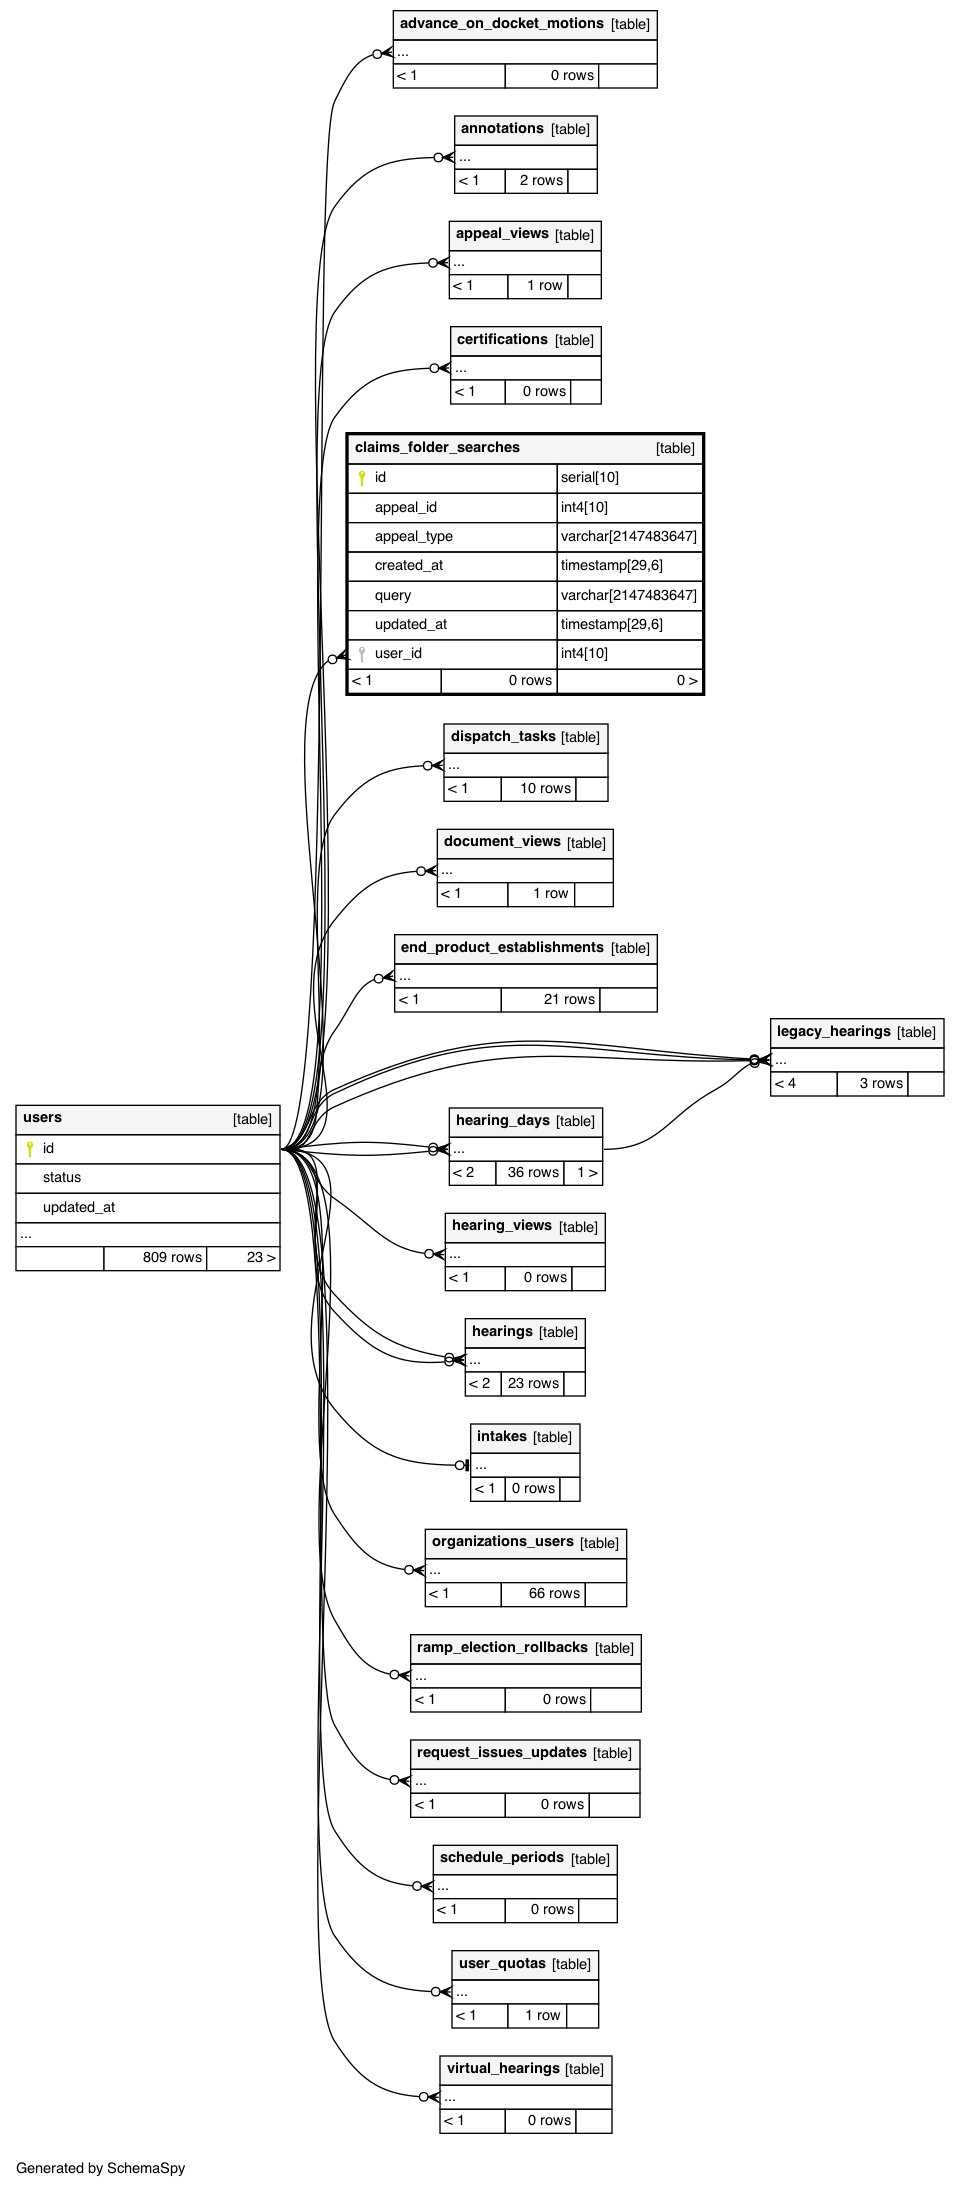 advance_on_docket_motions [table]
...
< 1 0 rows
annotations [table]
...
< 1 2 rows
appeal_views [table]
...
< 1 1 row
certifications [table]
...
< 1 0 rows
claims_folder_searches [table]
id serial[10]
appeal_id int4[10]
appeal_type varchar[2147483647]
created_at timestamp[29,6]
query varchar[2147483647]
updated_at timestamp[29,6]
user_id int4[10]
< 1 0 rows 0 >
dispatch_tasks [table]
...
< 1 10 rows
document_views [table]
...
< 1 1 row
end_product_establishments [table]
...
< 1 21 rows
legacy_hearings [table]
...
< 4 3 rows
users [table]
id
status
updated_at
...
809 rows 23 >
hearing_days [table]
...
< 2 36 rows 1 >
hearing_views [table]
...
< 1 0 rows
hearings [table]
...
< 2 23 rows
intakes [table]
...
< 1 0 rows
organizations_users [table]
...
< 1 66 rows
ramp_election_rollbacks [table]
...
< 1 0 rows
request_issues_updates [table]
...
< 1 0 rows
schedule_periods [table]
...
< 1 0 rows
user_quotas [table]
...
< 1 1 row
virtual_hearings [table]
...
< 1 0 rows
Generated by SchemaSpy